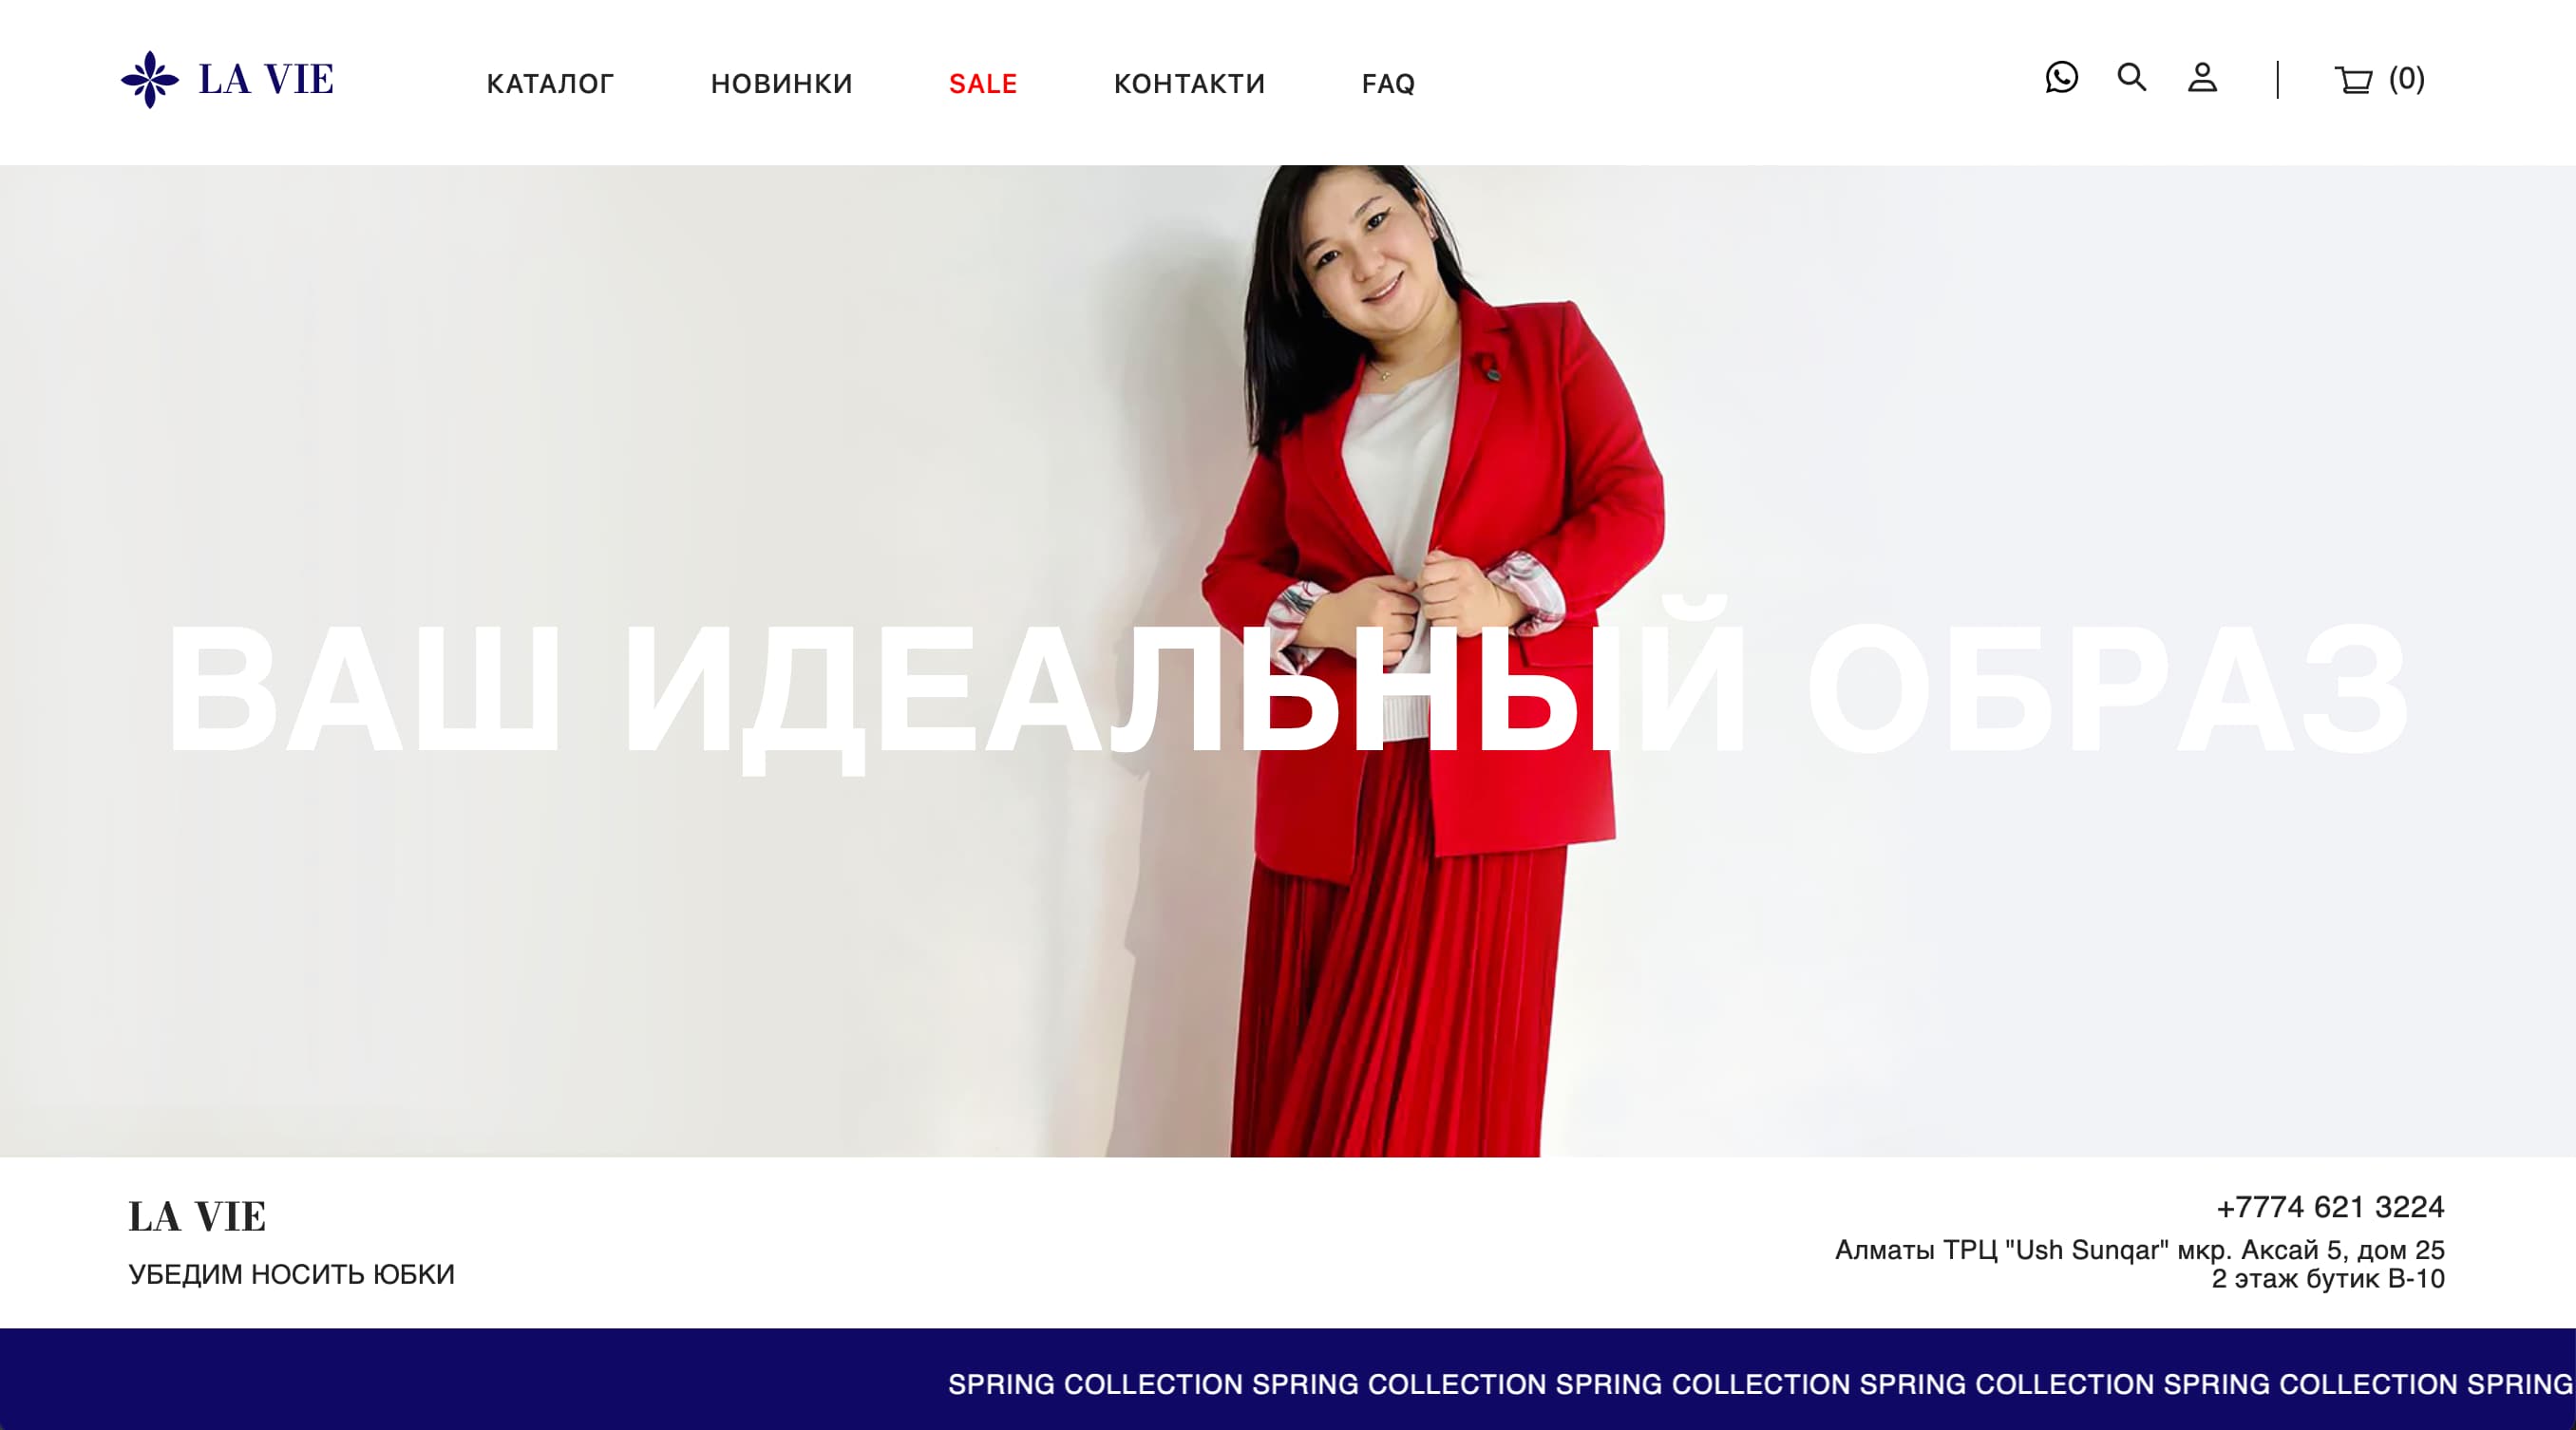 LA VIE
КАТАЛОГ
НОВИНКИ
SALE
КОНТАКТИ
FAQ
(0)
ВАШ ИДЕАЛЬНЫЙ ОБРАЗ
LA VIE
УБЕДИМ НОСИТЬ ЮБКИ
+7774 621 3224
Алматы ТРЦ "Ush Sunqar" мкр. Аксай 5, дом 25
2 этаж бутик В-10
SPRING COLLECTION SPRING COLLECTION SPRING COLLECTION SPRING COLLECTION SPRING COLLECTION SPRING